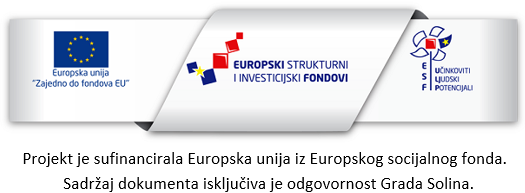 Europska unija
"Zajedno do fondova EU"
EUROPSKI STRUKTURNI
I INVESTICIJSKI FONDOVI
ESF
UČINKOVITI
LJUDSKI
POTENCIJALI
Projekt je sufinancirala Europska unija iz Europskog socijalnog fonda.
Sadržaj dokumenta isključiva je odgovornost Grada Solina.